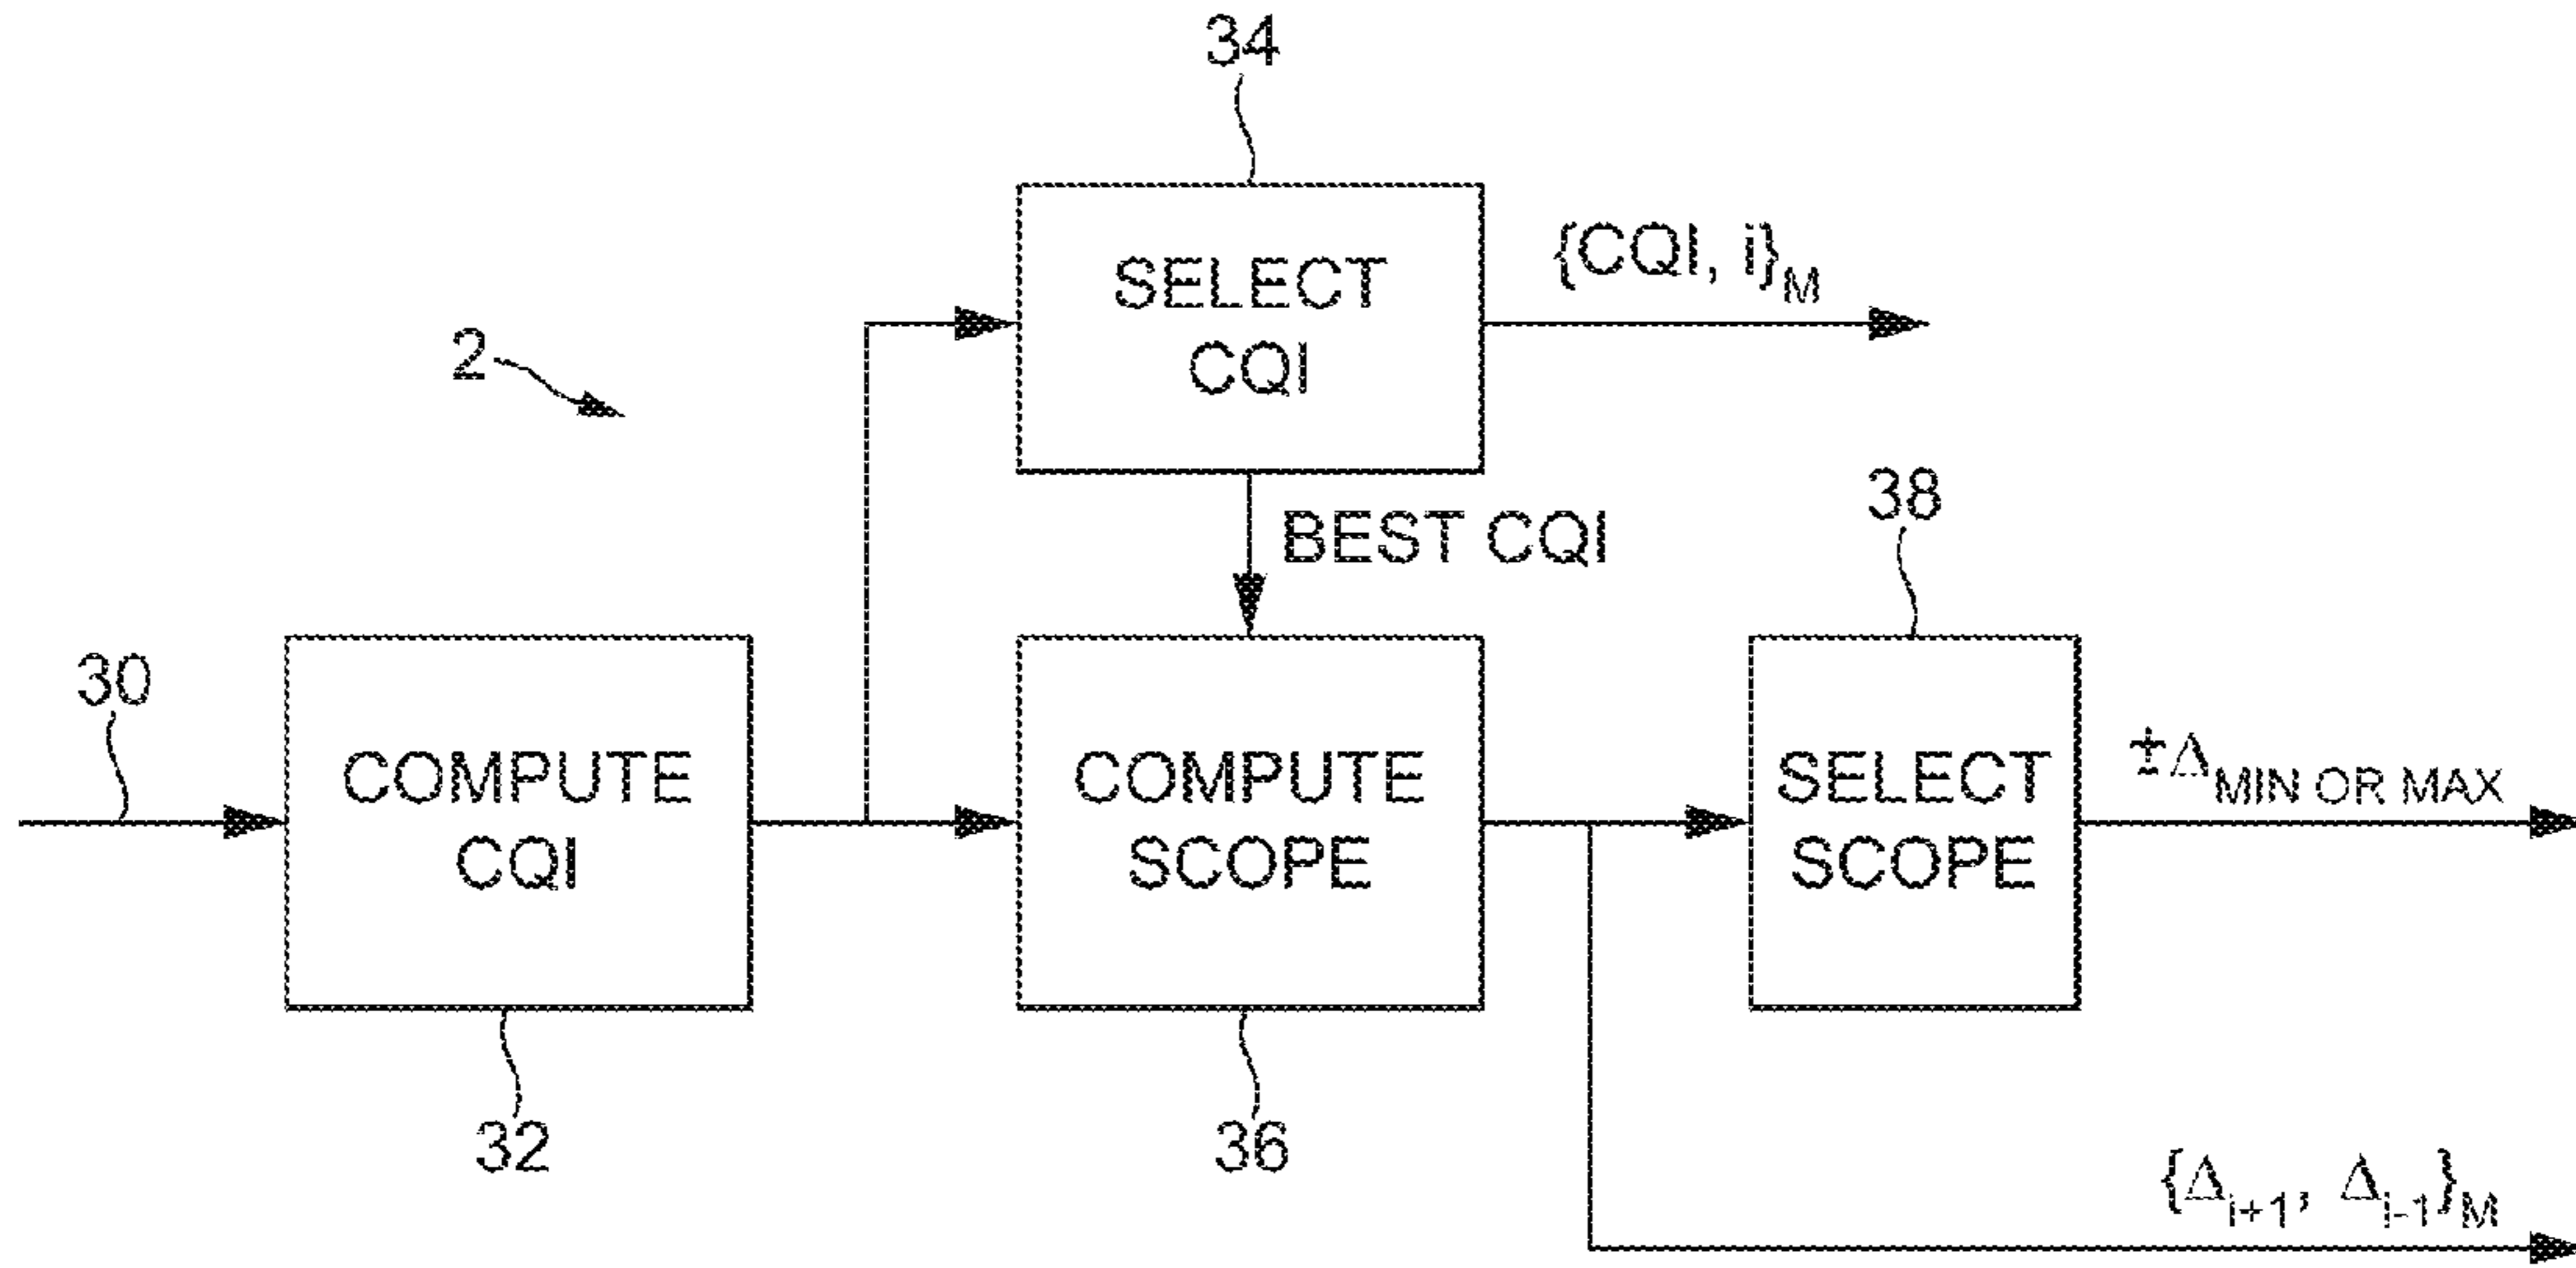 34
SELECT
CQI
{CQI, i}M
2
BEST CQI
38
30
COMPUTE
CQI
COMPUTE
SCOPE
SELECT
SCOPE
±ΔMIN OR MAX
32
36
{Δi+1, Δi-1}M